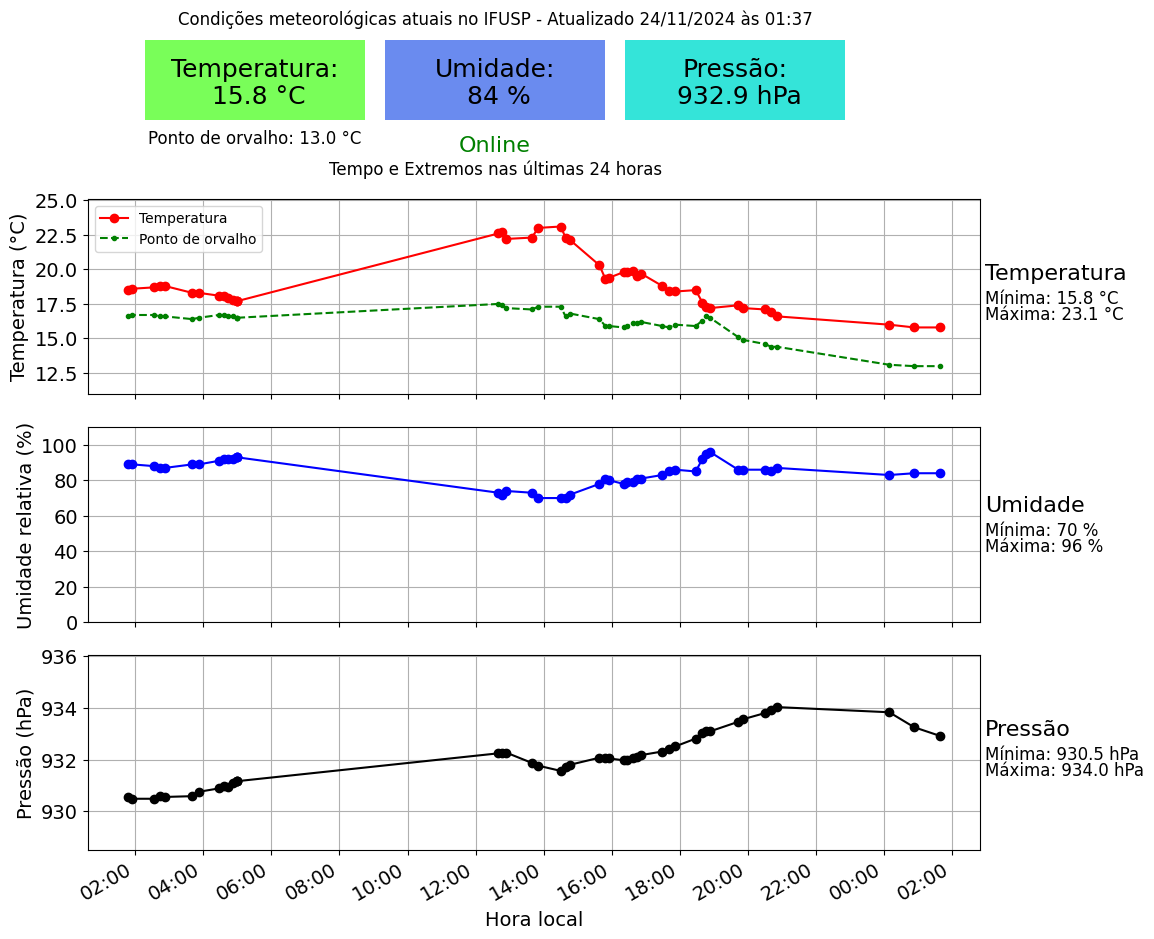 Condições meteorológicas atuais no IFUSP - Atualizado 24/11/2024 às 01:37
Temperatura:
15.8 °C
Umidade:
84 %
Pressão:
932.9 hPa
Ponto de orvalho: 13.0 °C
Online
Tempo e Extremos nas últimas 24 horas
Temperatura (°C)
25.0
22.5
20.0
17.5
15.0
12.5
Temperatura
Ponto de orvalho
Temperatura
Mínima: 15.8 °C
Máxima: 23.1 °C
Umidade relativa (%)
100
80
60
40
20
0
Umidade
Mínima: 70 %
Máxima: 96 %
Pressão (hPa)
936
934
932
930
Pressão
Mínima: 930.5 hPa
Máxima: 934.0 hPa
02:00 04:00 06:00 08:00 10:00 12:00 14:00 16:00 18:00 20:00 22:00 00:00 02:00
Hora local